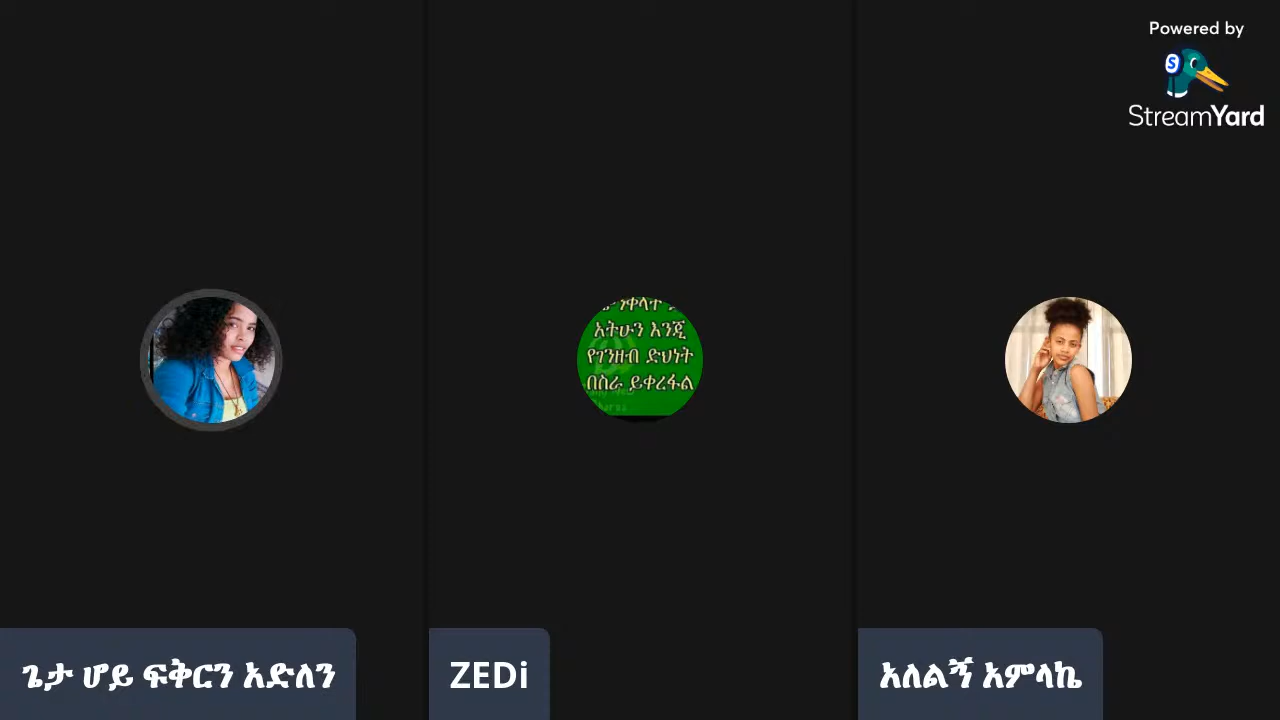 Powered by
S
StreamYard
አትሁን እንጂ
የገንዘብ ድህነት
በስራ ይቀረፋል
ጌታ ሆይ ፍቅርን አድለን
ZEDi
አለልኝ አምላኬ